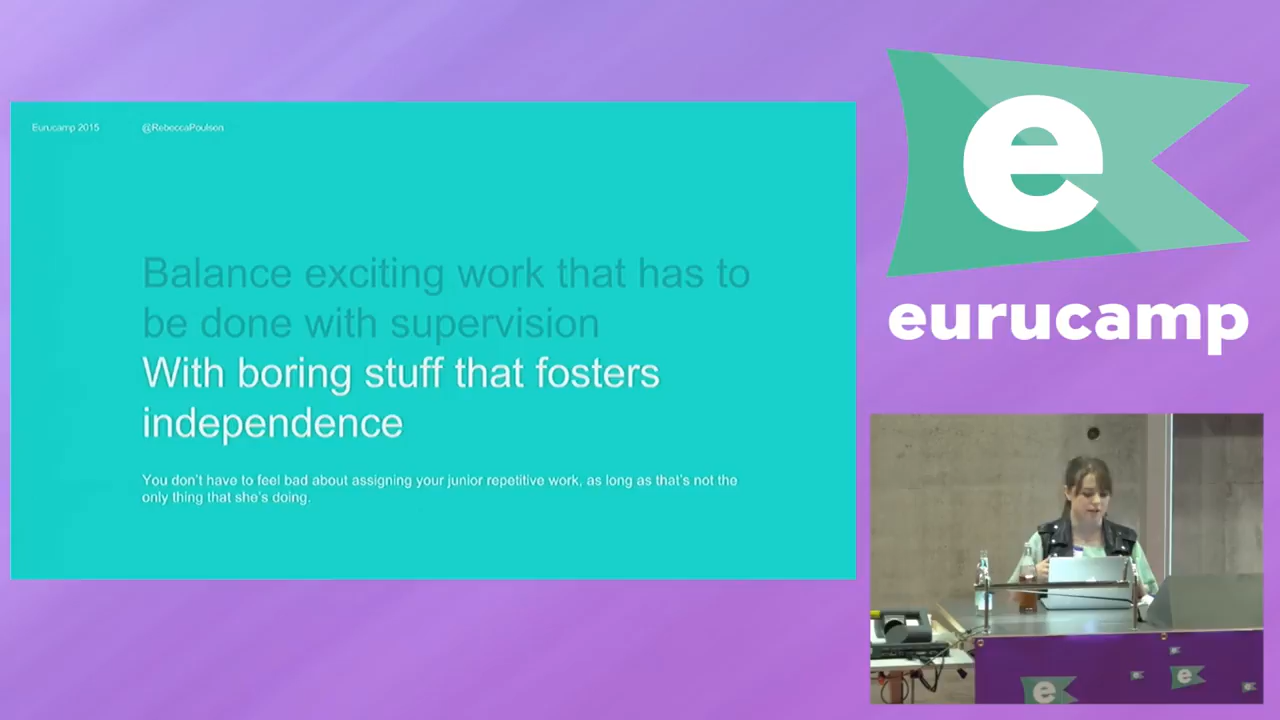 Eurucamp 2015 @RebeccaPoulson
Balance exciting work that has to
be done with supervision
With boring stuff that fosters
independence
You don't have to feel bad about assigning your junior repetitive work, as long as that's not the
only thing that she's doing.
e
eurucamp
e
e
e
e
e